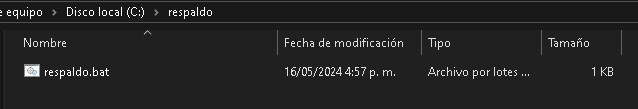 e equipo > Disco local (C:) > respaldo
Nombre Fecha de modificación Tipo Tamaño
respaldo.bat 16/05/2024 4:57 p. m. Archivo por lotes ... 1 KB